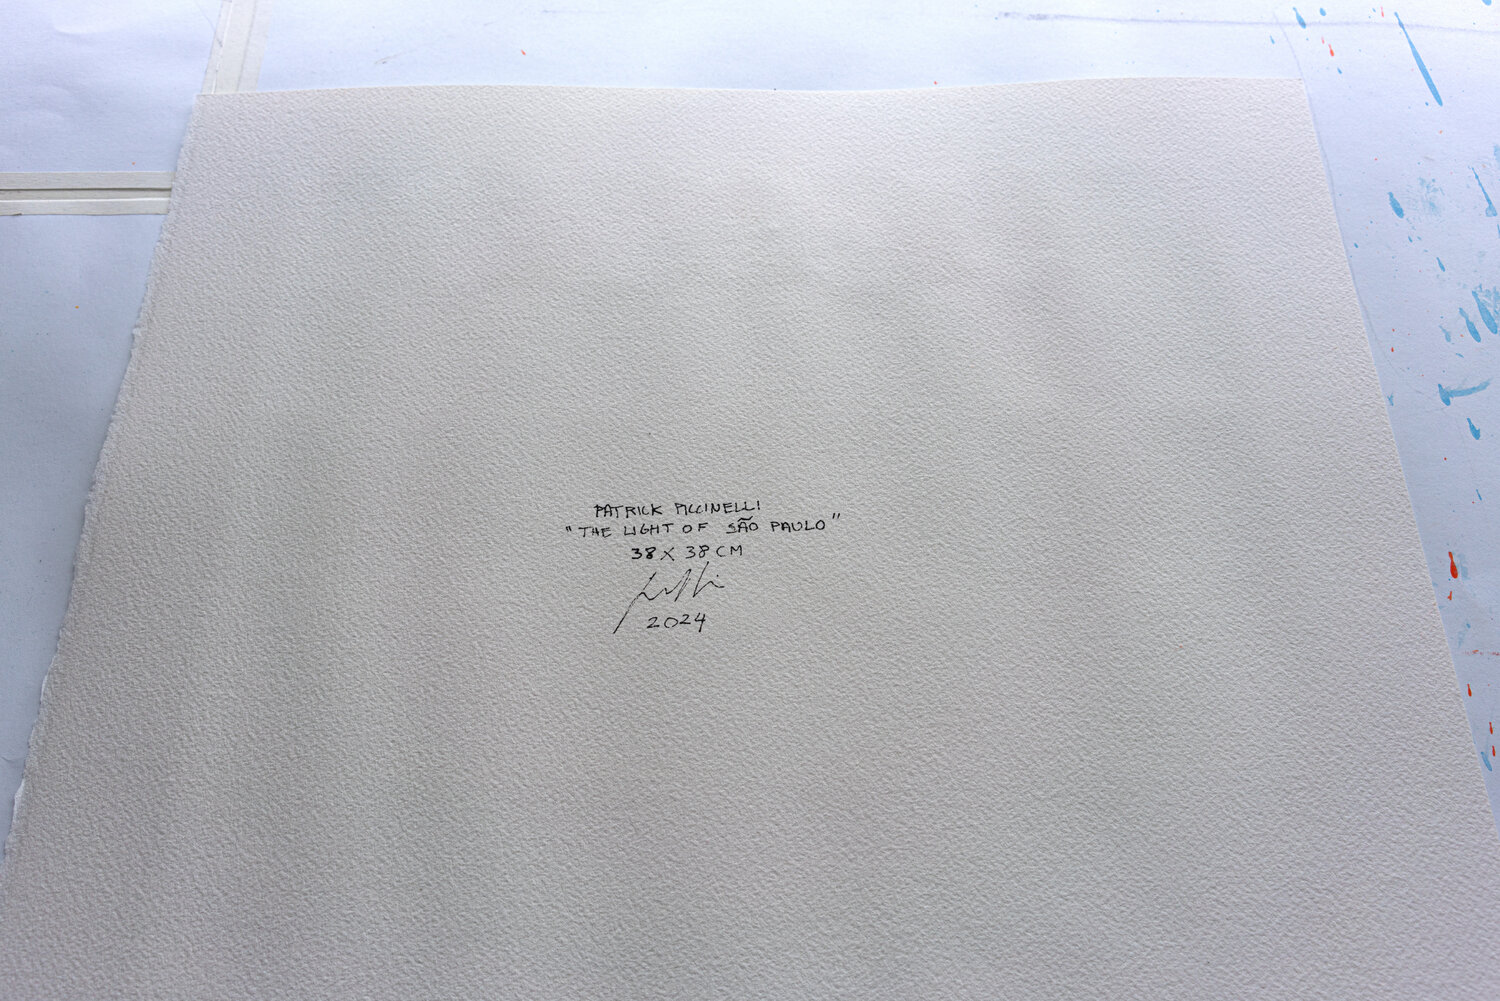 PATRICK PICCINELLI
"THE LIGHT OF SÃO PAULO"
38 X 38 CM
2024